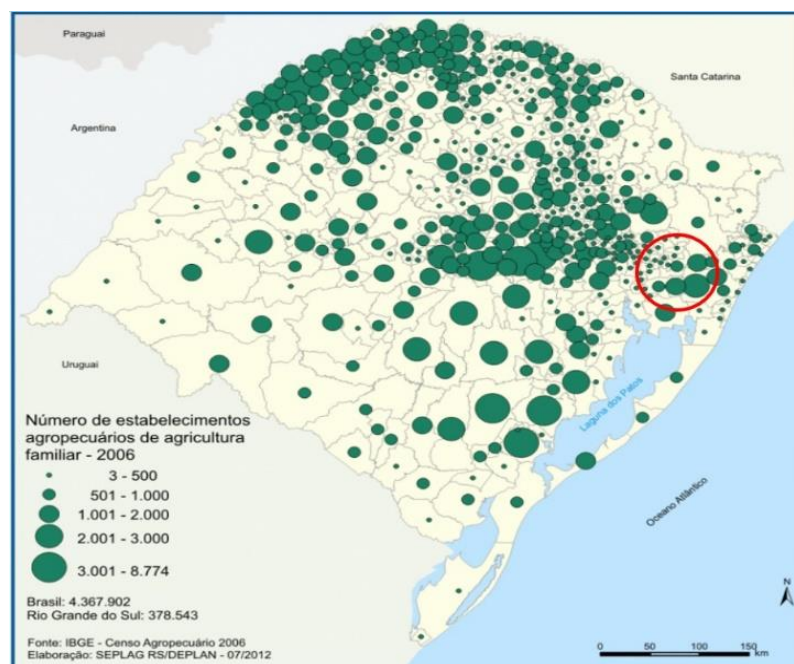 Paraguai
Santa Catarina
Argentina
Uruguai
Laguna dos Patos
Oceano Atlântico
Número de estabelecimentos
agropecuários de agricultura
familiar - 2006
3 - 500
501 - 1.000
1.001 - 2.000
2.001 - 3.000
3.001 - 8.774
Brasil: 4.367.902
Rio Grande do Sul: 378.543
Fonte: IBGE - Censo Agropecuário 2006
Elaboração: SEPLAG RS/DEPLAN - 07/2012
N
0 50 100 150
km